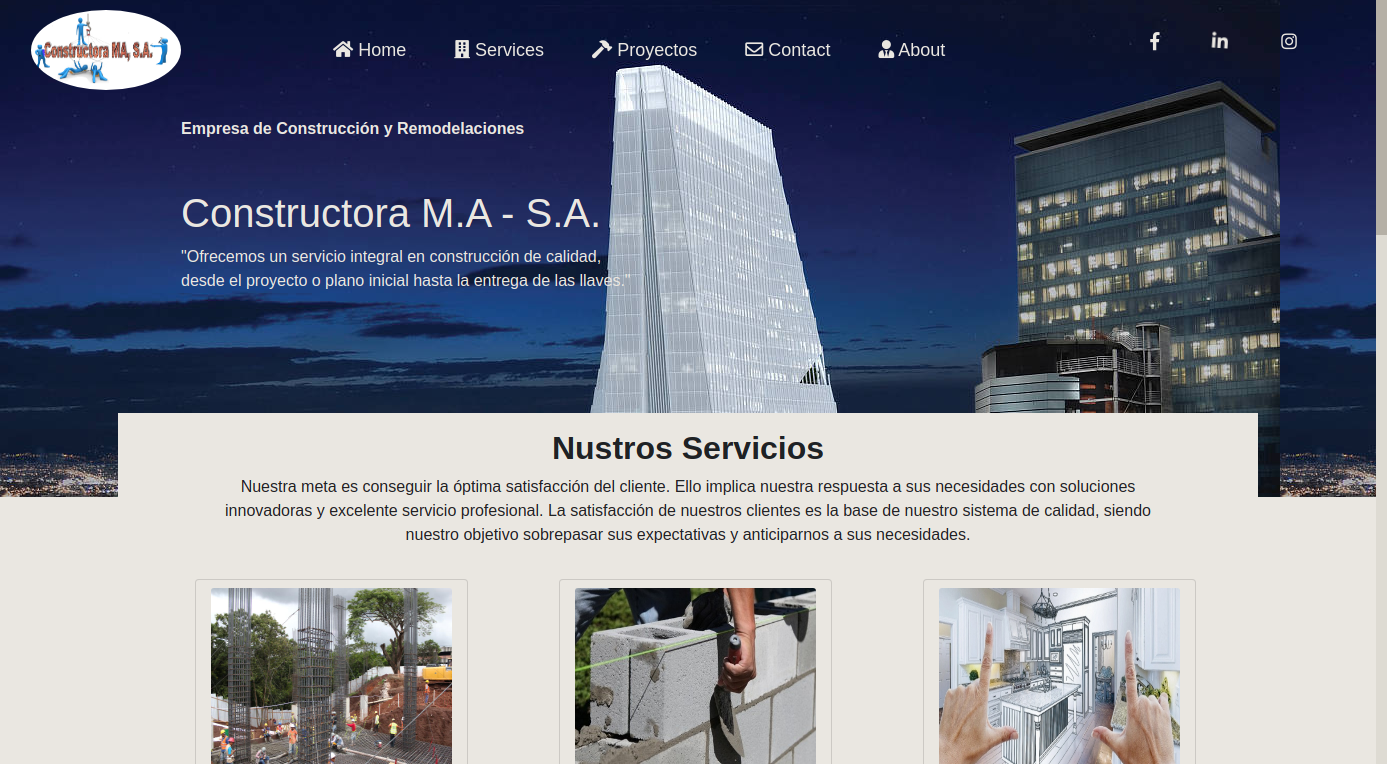 Constructora MA, S.A.
Home
Services
Proyectos
Contact
About
Empresa de Construcción y Remodelaciones
Constructora M.A - S.A.
"Ofrecemos un servicio integral en construcción de calidad,
desde el proyecto o plano inicial hasta la entrega de las llaves."
Nustros Servicios
Nuestra meta es conseguir la óptima satisfacción del cliente. Ello implica nuestra respuesta a sus necesidades con soluciones
innovadoras y excelente servicio profesional. La satisfacción de nuestros clientes es la base de nuestro sistema de calidad, siendo
nuestro objetivo sobrepasar sus expectativas y anticiparnos a sus necesidades.